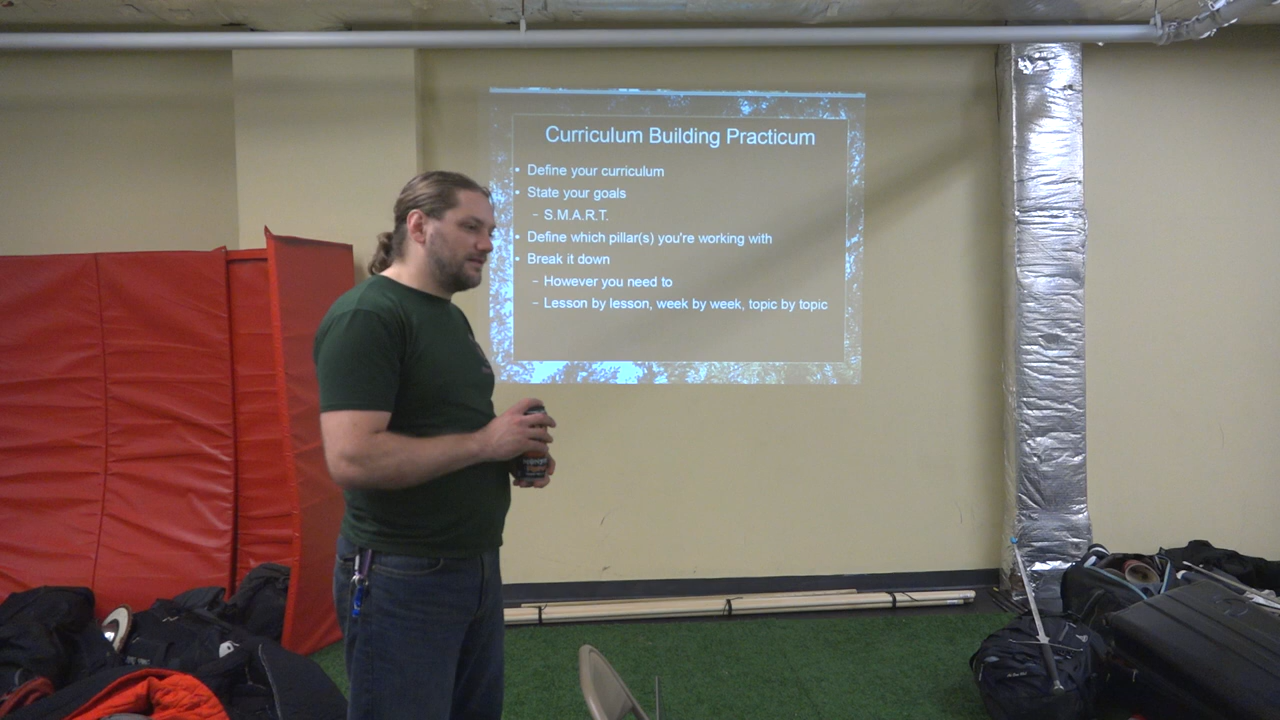 Curriculum Building Practicum
• Define your curriculum
• State your goals
– S.M.A.R.T.
• Define which pillar(s) you're working with
• Break it down
– However you need to
– Lesson by lesson, week by week, topic by topic